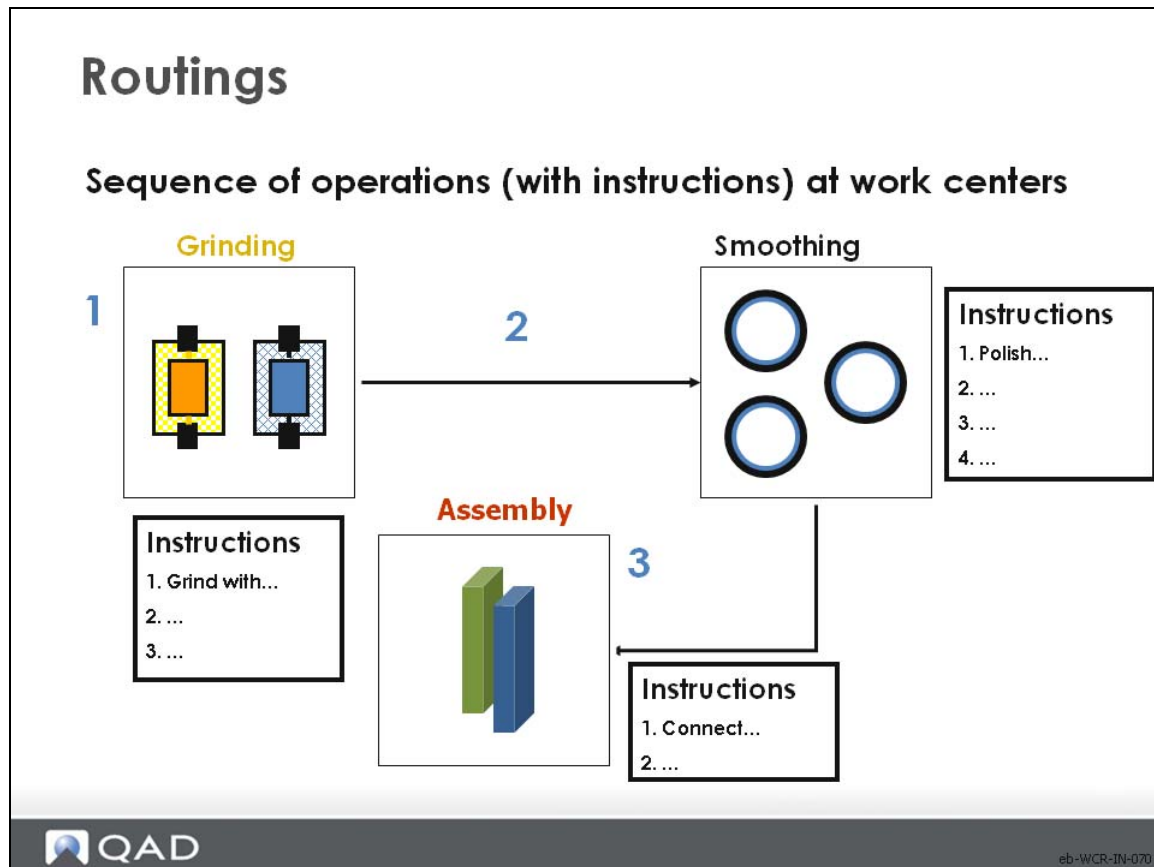 Routings
Sequence of operations (with instructions) at work centers
Grinding
1
2
Smoothing
Instructions
1. Polish...
2. ...
3. ...
4. ...
Instructions
1. Grind with...
2. ...
3. ...
Assembly
3
Instructions
1. Connect...
2. ...
QAD
eb-WCR-IN-070